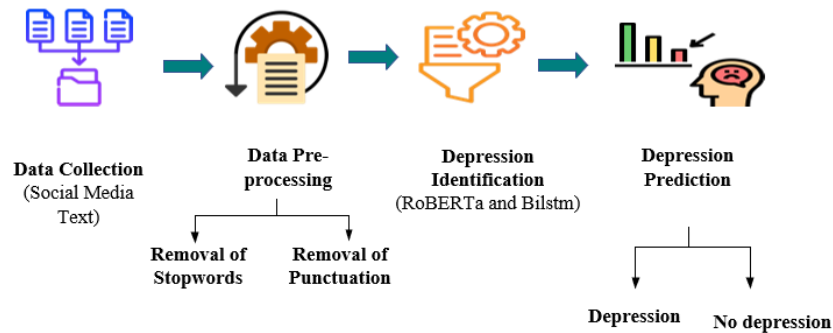 Data Collection
(Social Media
Text)
Data Pre-
processing
Removal of
Stopwords
Removal of
Punctuation
Depression
Identification
(RoBERTa and Bilstm)
Depression
Prediction
Depression
No depression